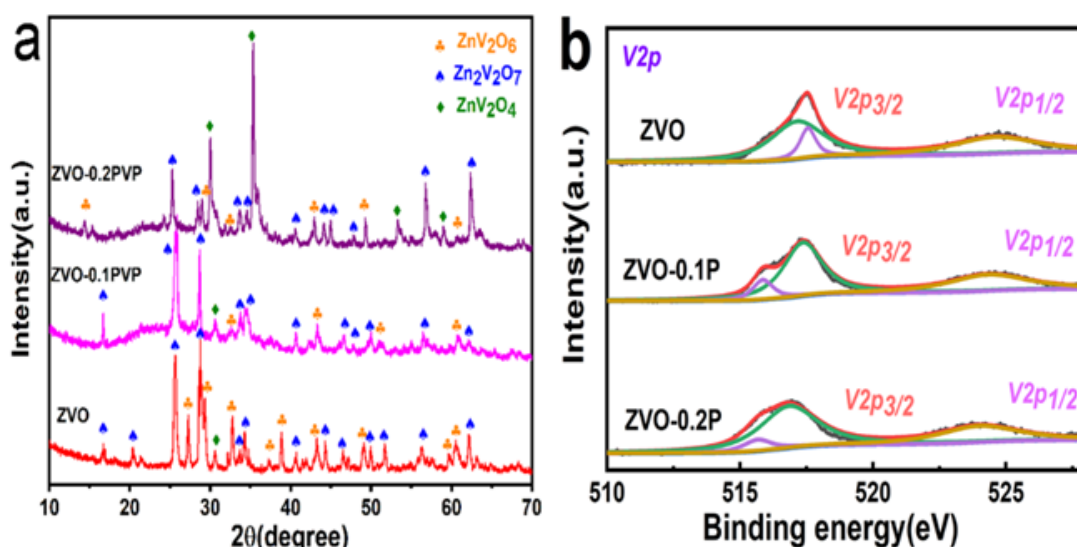 a
ZnV2O6
Zn2V2O7
ZnV2O4
ZVO-0.2PVP
ZVO-0.1PVP
ZVO
Intensity(a.u.)
10 20 30 40 50 60 70
2θ(degree)
b
V2p
V2p3/2
V2p1/2
ZVO
V2p3/2
V2p1/2
ZVO-0.1P
V2p3/2
V2p1/2
ZVO-0.2P
Intensity(a.u.)
510 515 520 525
Binding energy(eV)